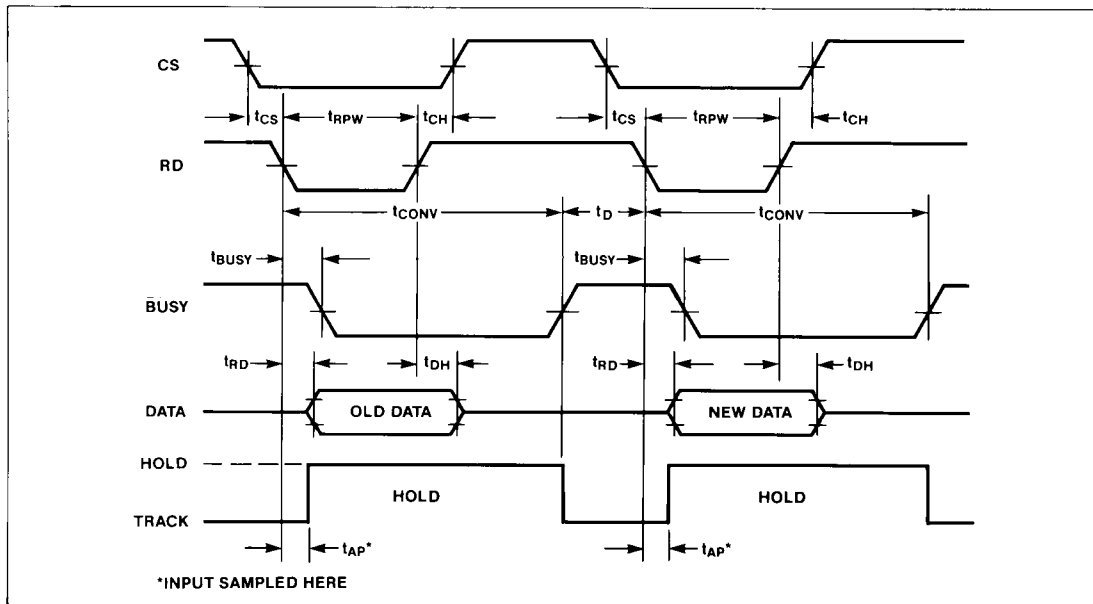 CS
tCS tRPW tCH tCS tRPW tCH
RD
tCONV tD tCONV
tBUSY tBUSY
BUSY
tRD tDH tRD tDH
DATA OLD DATA NEW DATA
HOLD
HOLD HOLD
TRACK
tAP* tAP*
*INPUT SAMPLED HERE